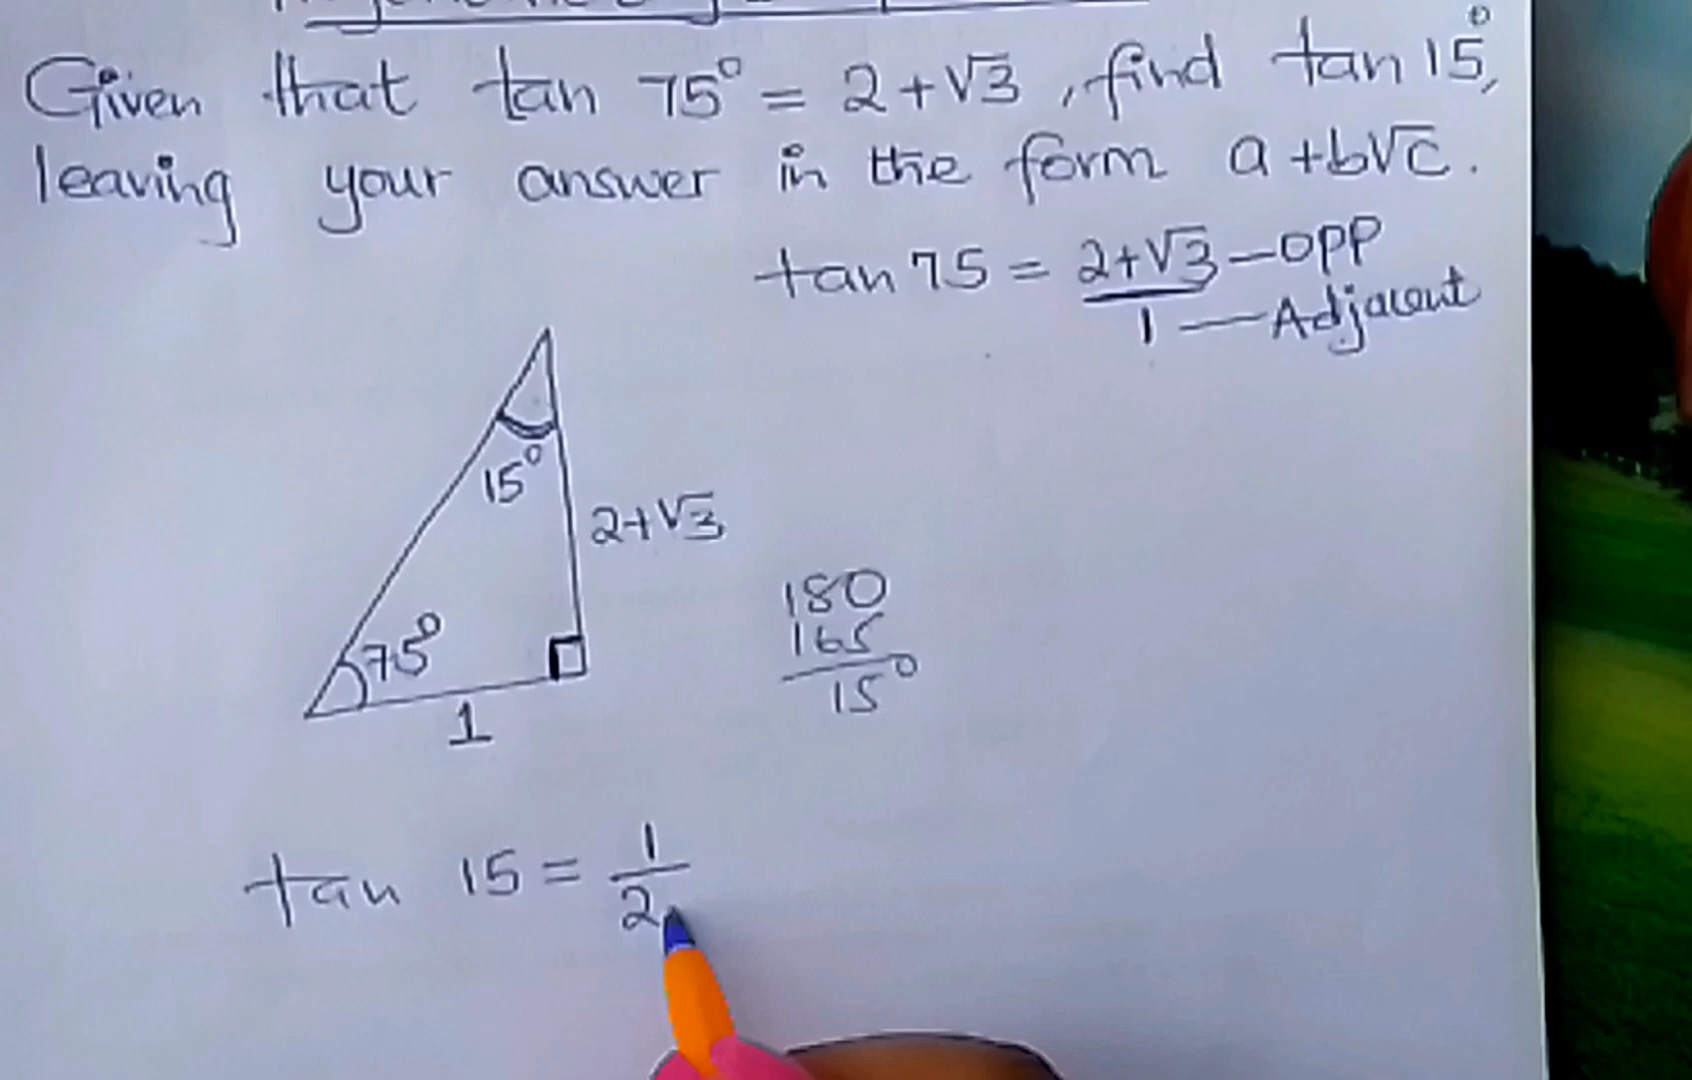 Given that tan 75° = 2+√3, find tan 15°,
leaving your answer in the form a+b√c.
tan 75 = 2+√3 — opp
1 — Adjacent
15°
2+√3
180
165
15°
75°
1
tan 15 = 1
2